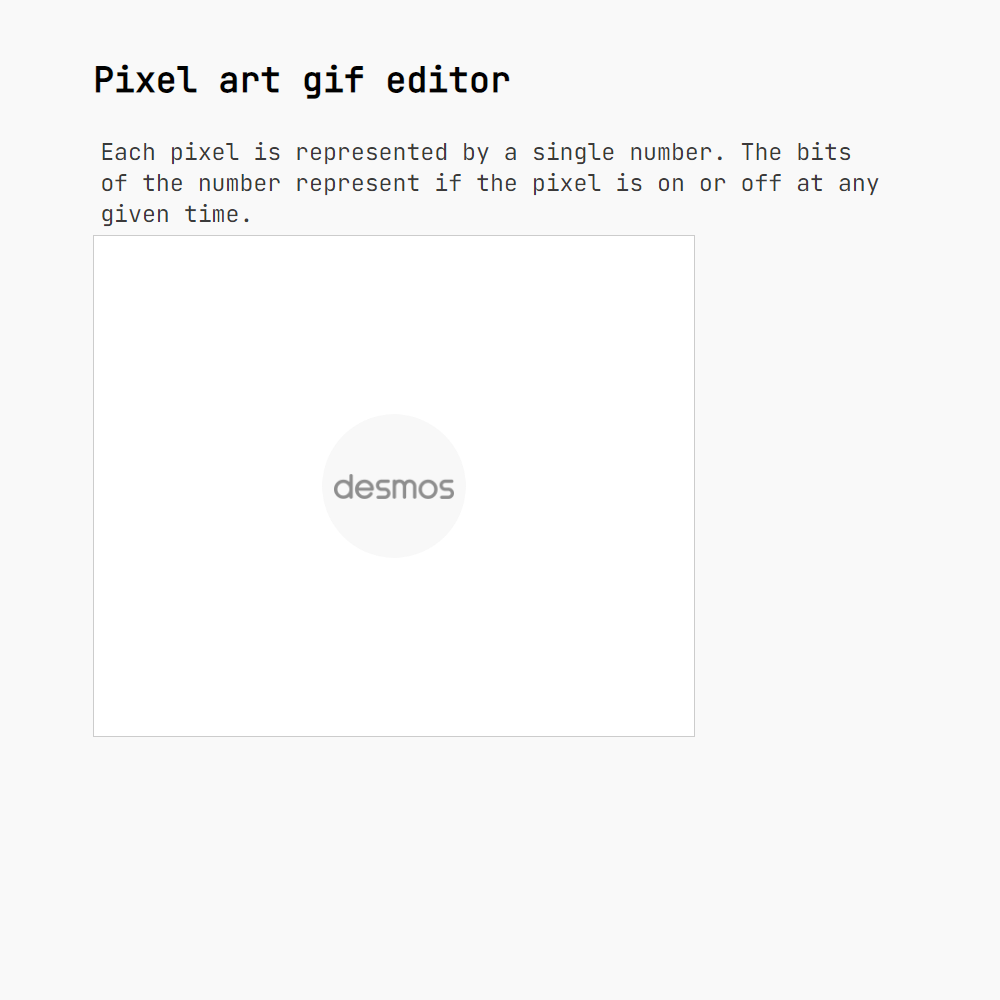 Pixel art gif editor
Each pixel is represented by a single number. The bits
of the number represent if the pixel is on or off at any
given time.
desmos